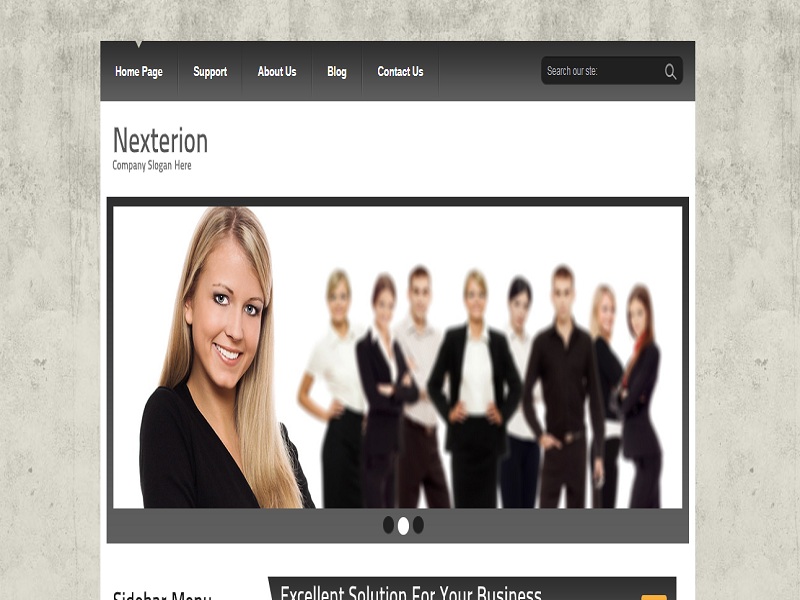 Home Page Support About Us Blog Contact Us Search our ste:
Nexterion
Company Slogan Here
Sidebar Menu
Excellent Solution For Your Business